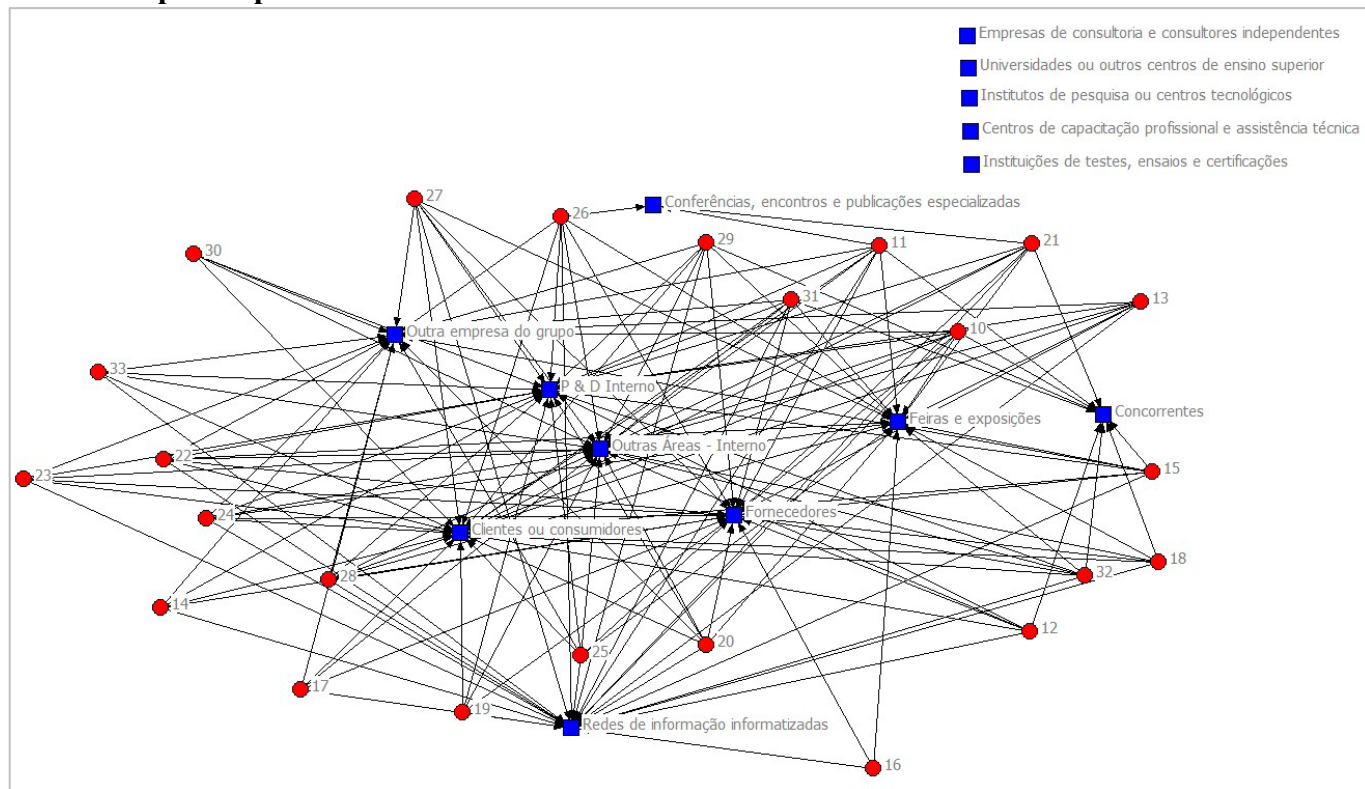 Empresas de consultoria e consultores independentes
Universidades ou outros centros de ensino superior
Institutos de pesquisa ou centros tecnológicos
Centros de capacitação profissional e assistência técnica
Instituições de testes, ensaios e certificações
27
Conferências, encontros e publicações especializadas
26
29
11
21
30
31
13
10
Outra empresa do grupo
33
P & D Interno
Feiras e exposições
Concorrentes
Outras Áreas - Interno
22
15
23
24
Fornecedores
Clientes ou consumidores
18
32
28
14
12
20
25
17
19
Redes de informação informatizadas
16